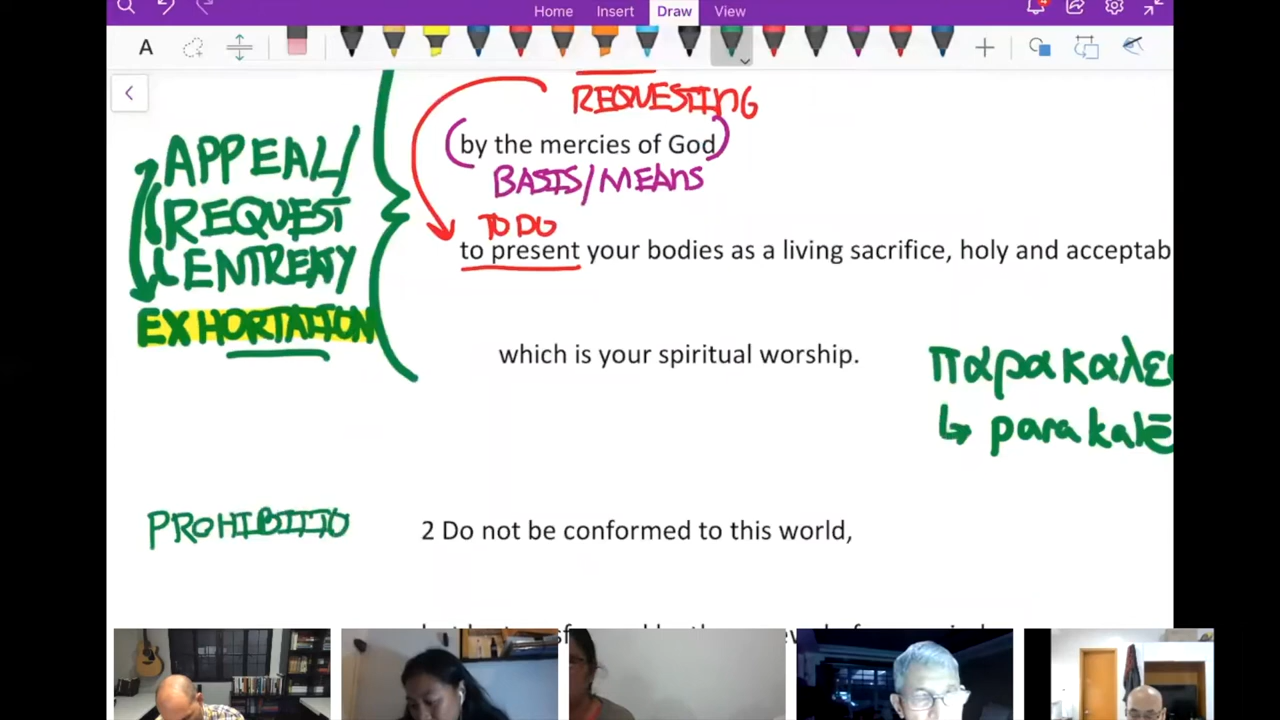 Home Insert Draw View
A
REQUESTING
by the mercies of God
BASIS/MEANS
TO DO
to present your bodies as a living sacrifice, holy and acceptab
APPEAL/
REQUEST
ENTREATY
EXHORTATION
which is your spiritual worship.
παρακαλε
parakalē
PROHIBITIO
2 Do not be conformed to this world,